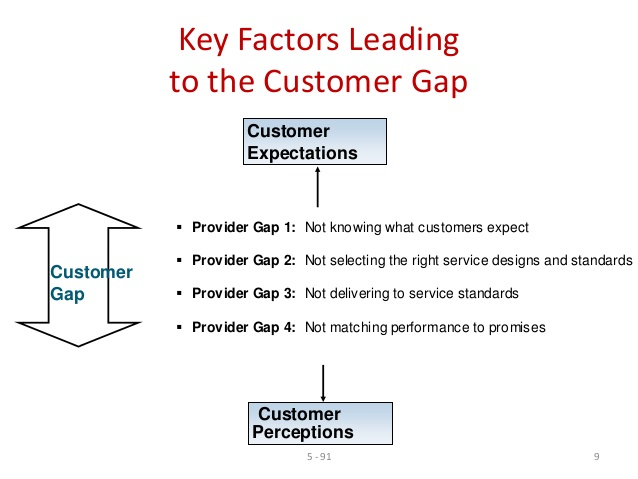 Key Factors Leading
to the Customer Gap
Customer
Expectations
▪ Provider Gap 1: Not knowing what customers expect
▪ Provider Gap 2: Not selecting the right service designs and standards
▪ Provider Gap 3: Not delivering to service standards
▪ Provider Gap 4: Not matching performance to promises
Customer
Gap
Customer
Perceptions
5 - 91
9